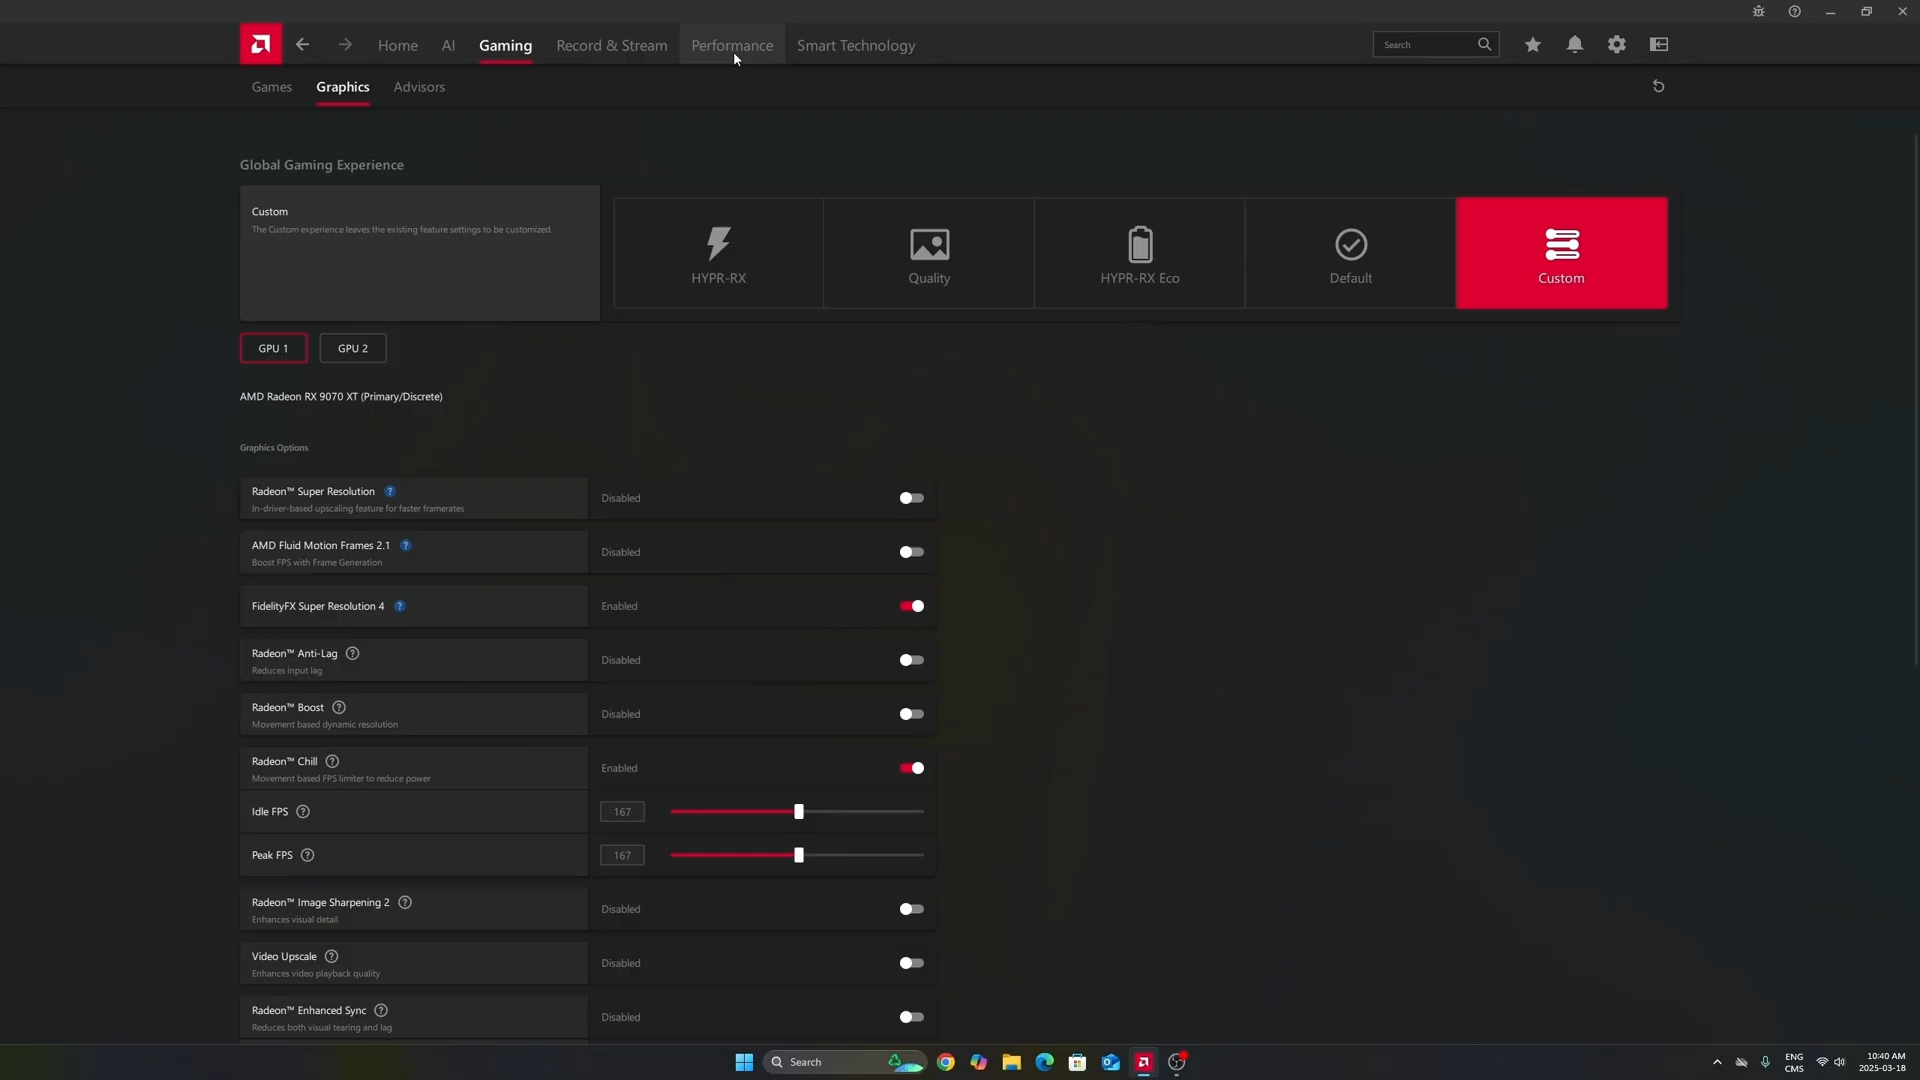 Home AI Gaming Record & Stream Performance Smart Technology Search
Games Graphics Advisors
Global Gaming Experience
Custom
The Custom experience leaves the existing feature settings to be customized.
HYPR-RX Quality HYPR-RX Eco Default Custom
GPU 1 GPU 2
AMD Radeon RX 9070 XT (Primary/Discrete)
Graphics Options
Radeon™ Super Resolution ? Disabled
In-driver-based upscaling feature for faster framerates
AMD Fluid Motion Frames 2.1 ? Disabled
Boost FPS with Frame Generation
FidelityFX Super Resolution 4 ? Enabled
Radeon™ Anti-Lag ? Disabled
Reduces input lag
Radeon™ Boost ? Disabled
Movement based dynamic resolution
Radeon™ Chill ? Enabled
Movement based FPS limiter to reduce power
Idle FPS ? 167
Peak FPS ? 167
Radeon™ Image Sharpening 2 ? Disabled
Enhances visual detail
Video Upscale ? Disabled
Enhances video playback quality
Radeon™ Enhanced Sync ? Disabled
Reduces both visual tearing and lag
Search
ENG
CMS
10:40 AM
2025-03-18